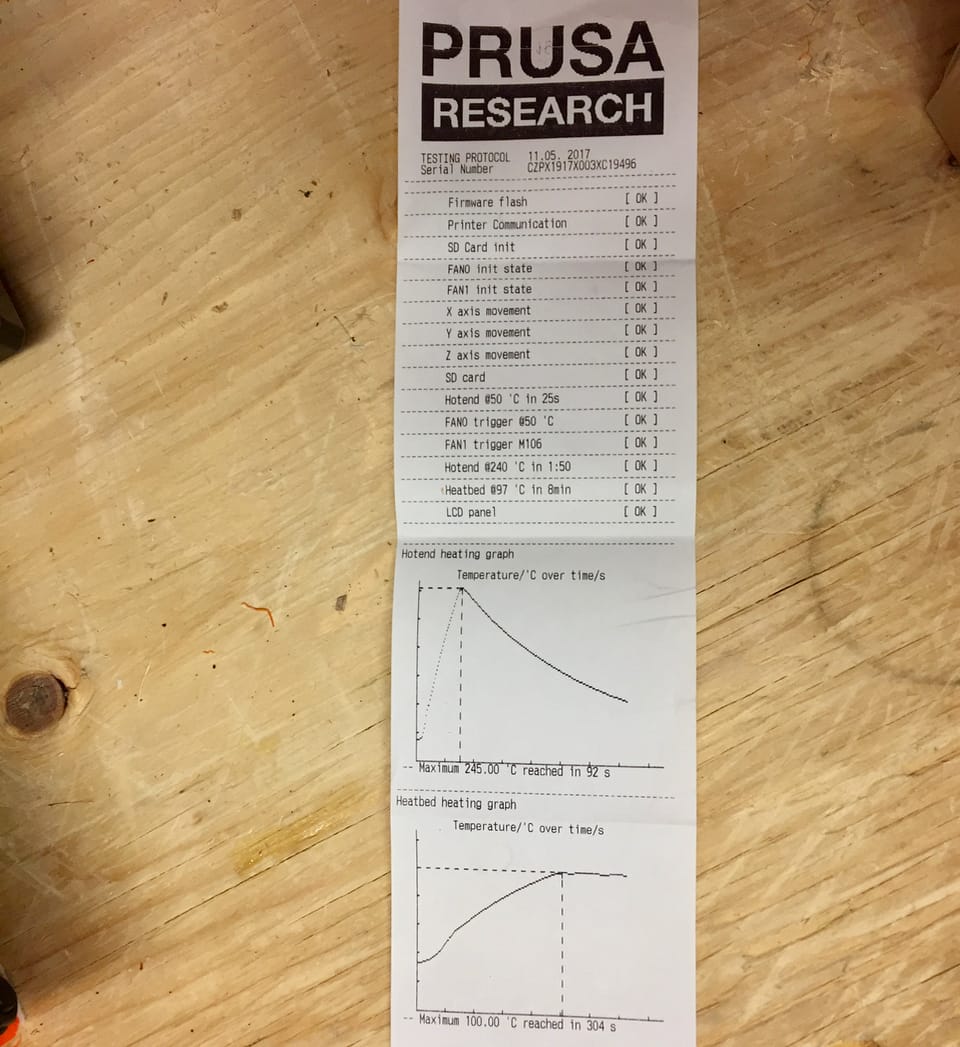 PRUSA
RESEARCH
TESTING PROTOCOL 11.05. 2017
Serial Number CZPX1917X003XC19496
Firmware flash [ OK ]
Printer Communication [ OK ]
SD Card init [ OK ]
FAN0 init state [ OK ]
FAN1 init state [ OK ]
X axis movement [ OK ]
Y axis movement [ OK ]
Z axis movement [ OK ]
SD card [ OK ]
Hotend @50 'C in 25s [ OK ]
FAN0 trigger @50 'C [ OK ]
FAN1 trigger M106 [ OK ]
Hotend @240 'C in 1:50 [ OK ]
Heatbed @97 'C in 8min [ OK ]
LCD panel [ OK ]
Hotend heating graph
Temperature/'C over time/s
-- Maximum 245.00 'C reached in 92 s
Heatbed heating graph
Temperature/'C over time/s
-- Maximum 100.00 'C reached in 304 s